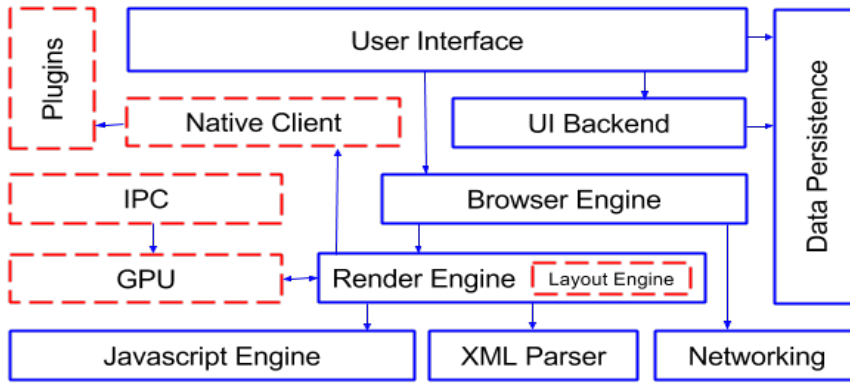 Plugins
User Interface
Data Persistence
Native Client
UI Backend
IPC
Browser Engine
GPU
Render Engine
Layout Engine
Javascript Engine
XML Parser
Networking